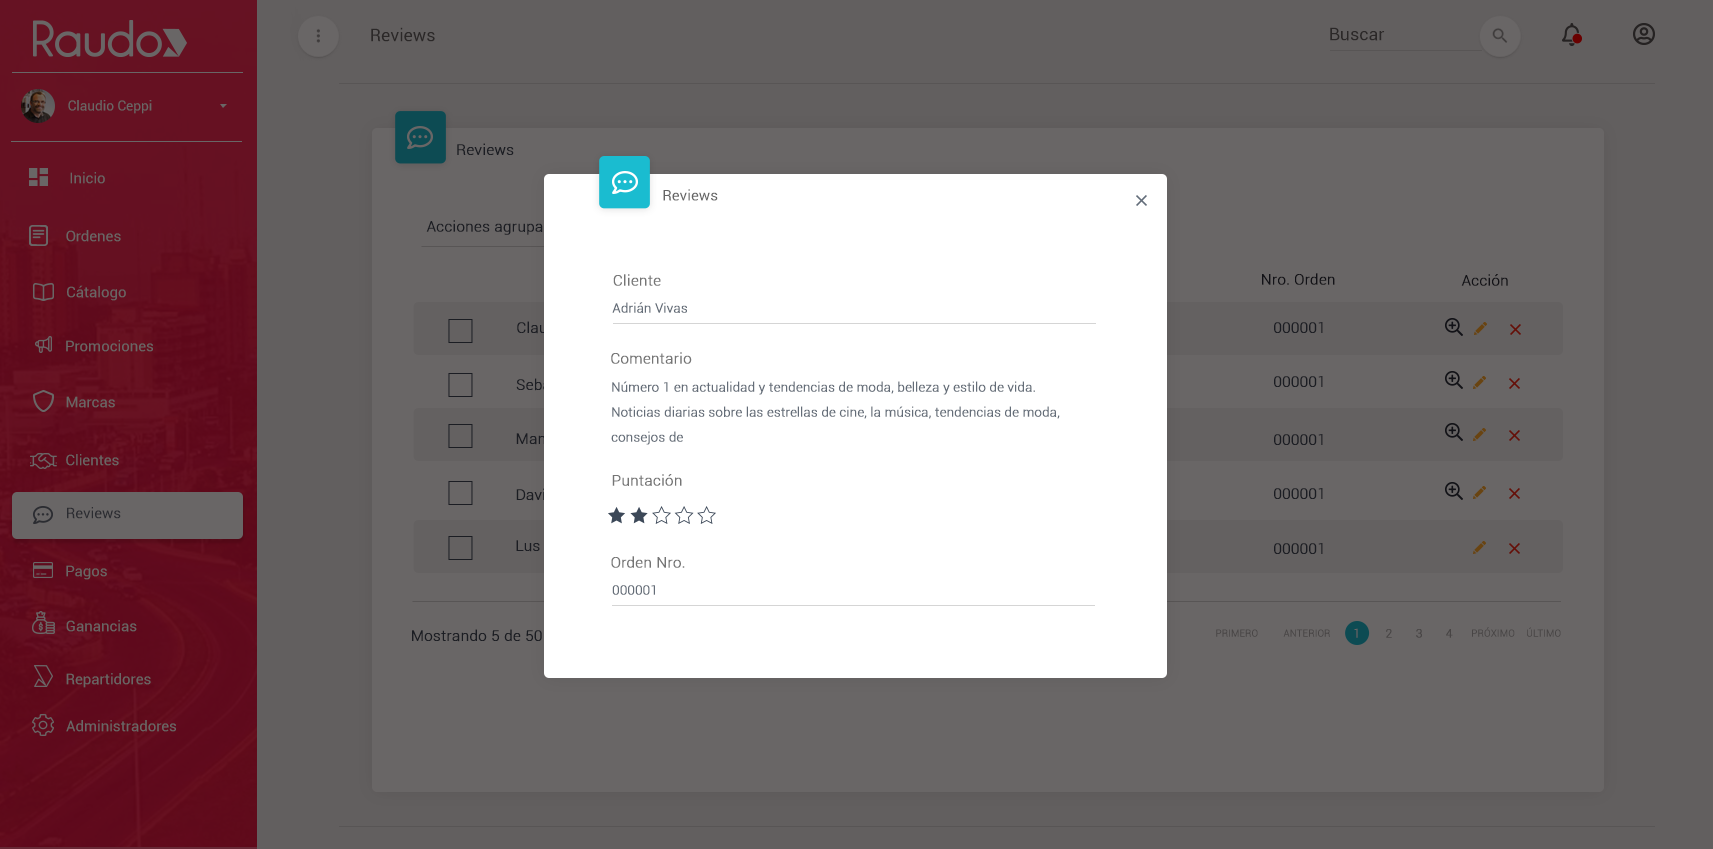 Raudo
Claudio Ceppi
Inicio
Ordenes
Cátalogo
Promociones
Marcas
Clientes
Reviews
Pagos
Ganancias
Repartidores
Administradores
Reviews
Buscar
Reviews
Acciones agrupa
Nro. Orden
Acción
Clau
000001
Seba
000001
Man
000001
Davi
000001
Lus
000001
Mostrando 5 de 50
PRIMERO
ANTERIOR
1
2
3
4
PRÓXIMO
ÚLTIMO
Reviews
Cliente
Adrián Vivas
Comentario
Número 1 en actualidad y tendencias de moda, belleza y estilo de vida.
Noticias diarias sobre las estrellas de cine, la música, tendencias de moda,
consejos de
Puntación
Orden Nro.
000001